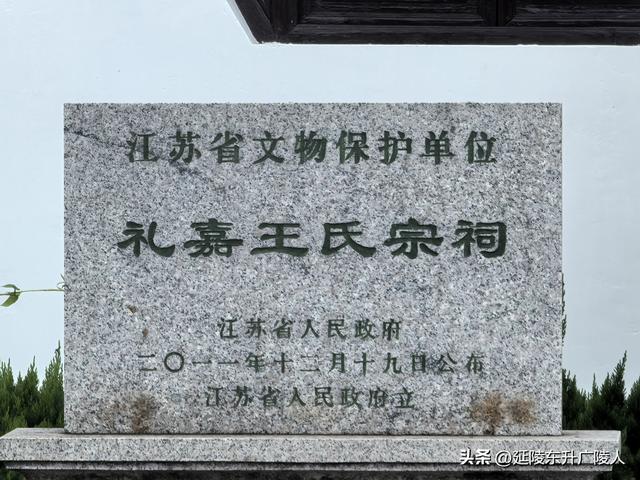 江苏省文物保护单位
礼嘉王氏宗祠
江苏省人民政府
二〇一一年十二月十九日公布
江苏省人民政府立
头条 @延陵东升广陵人